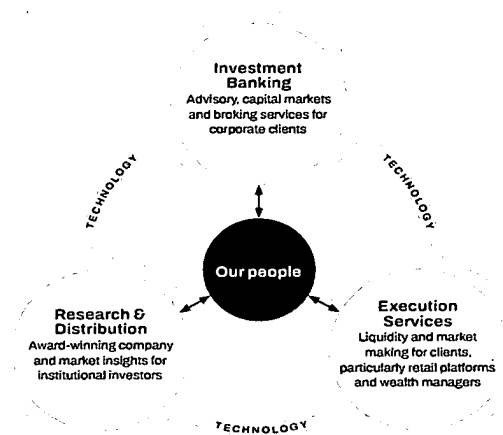 Investment
Banking
Advisory, capital markets
and broking services for
corporate clients
TECHNOLOGY
TECHNOLOGY
Our people
Research &
Distribution
Award-winning company
and market insights for
institutional investors
Execution
Services
Liquidity and market
making for clients,
particularly retail platforms
and wealth managers
TECHNOLOGY